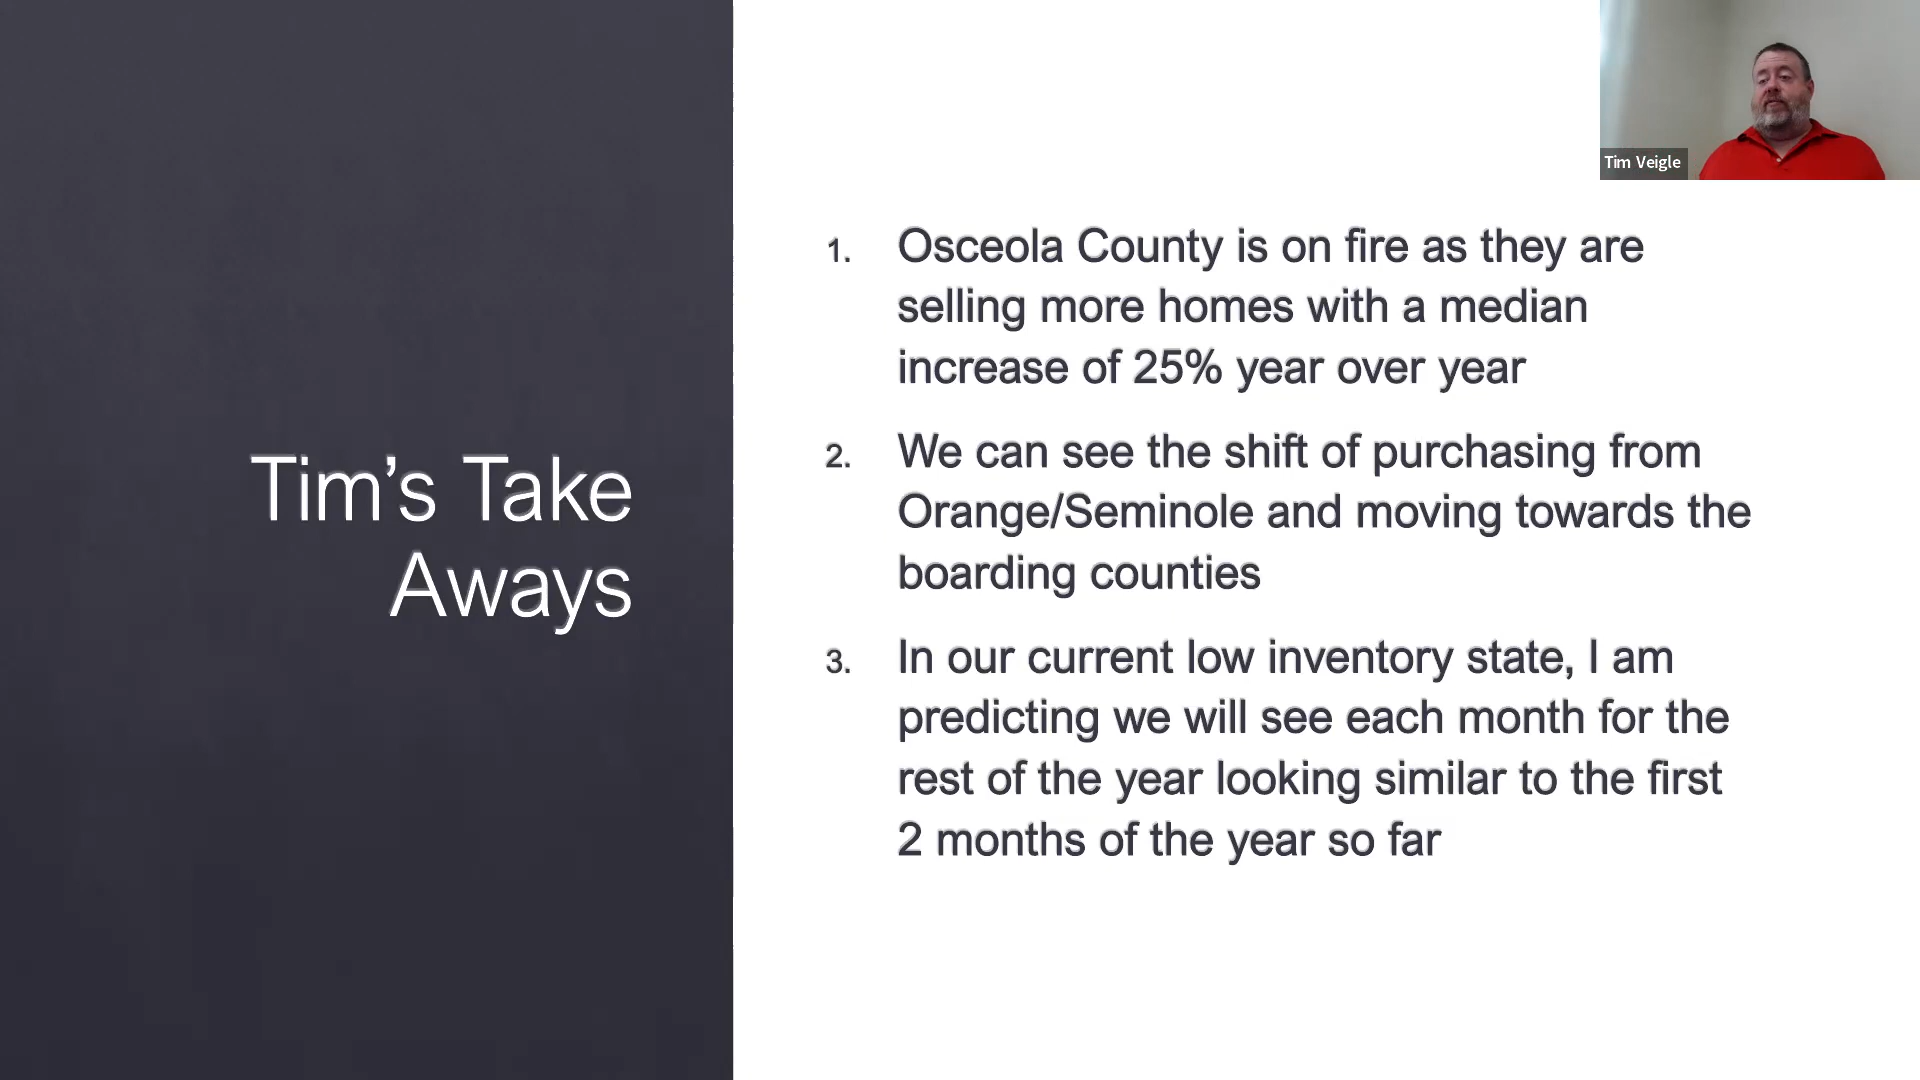 Tim Veigle
Tim’s Take
Aways
1. Osceola County is on fire as they are
selling more homes with a median
increase of 25% year over year
2. We can see the shift of purchasing from
Orange/Seminole and moving towards the
boarding counties
3. In our current low inventory state, I am
predicting we will see each month for the
rest of the year looking similar to the first
2 months of the year so far